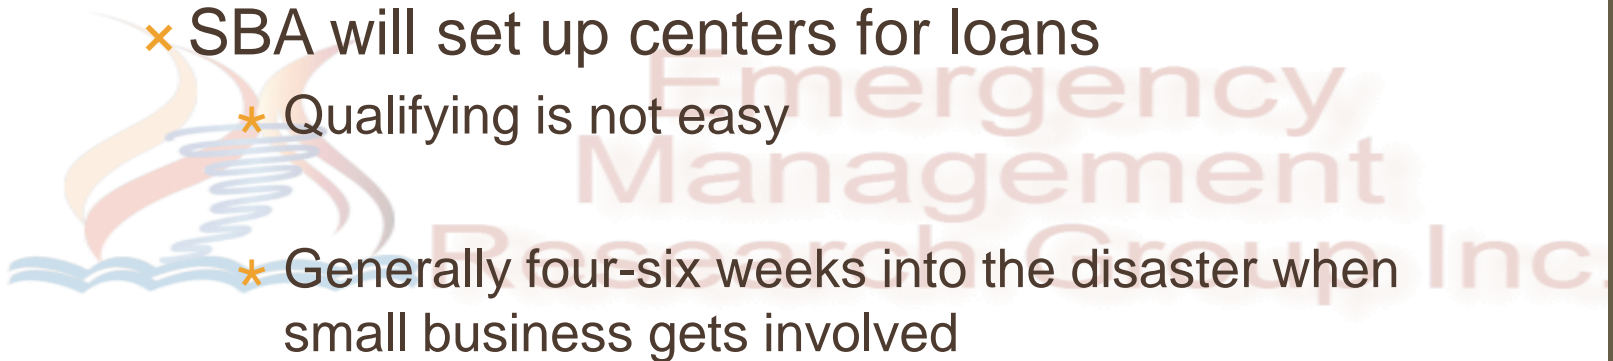 × SBA will set up centers for loans
* Qualifying is not easy
* Generally four-six weeks into the disaster when
small business gets involved
Emergency
Management
Research Group Inc.